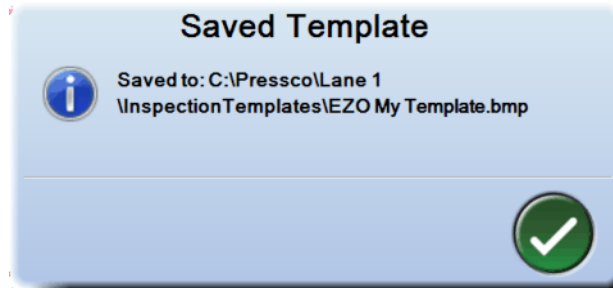 Saved Template
Saved to: C:\Pressco\Lane 1
\InspectionTemplates\EZO My Template.bmp